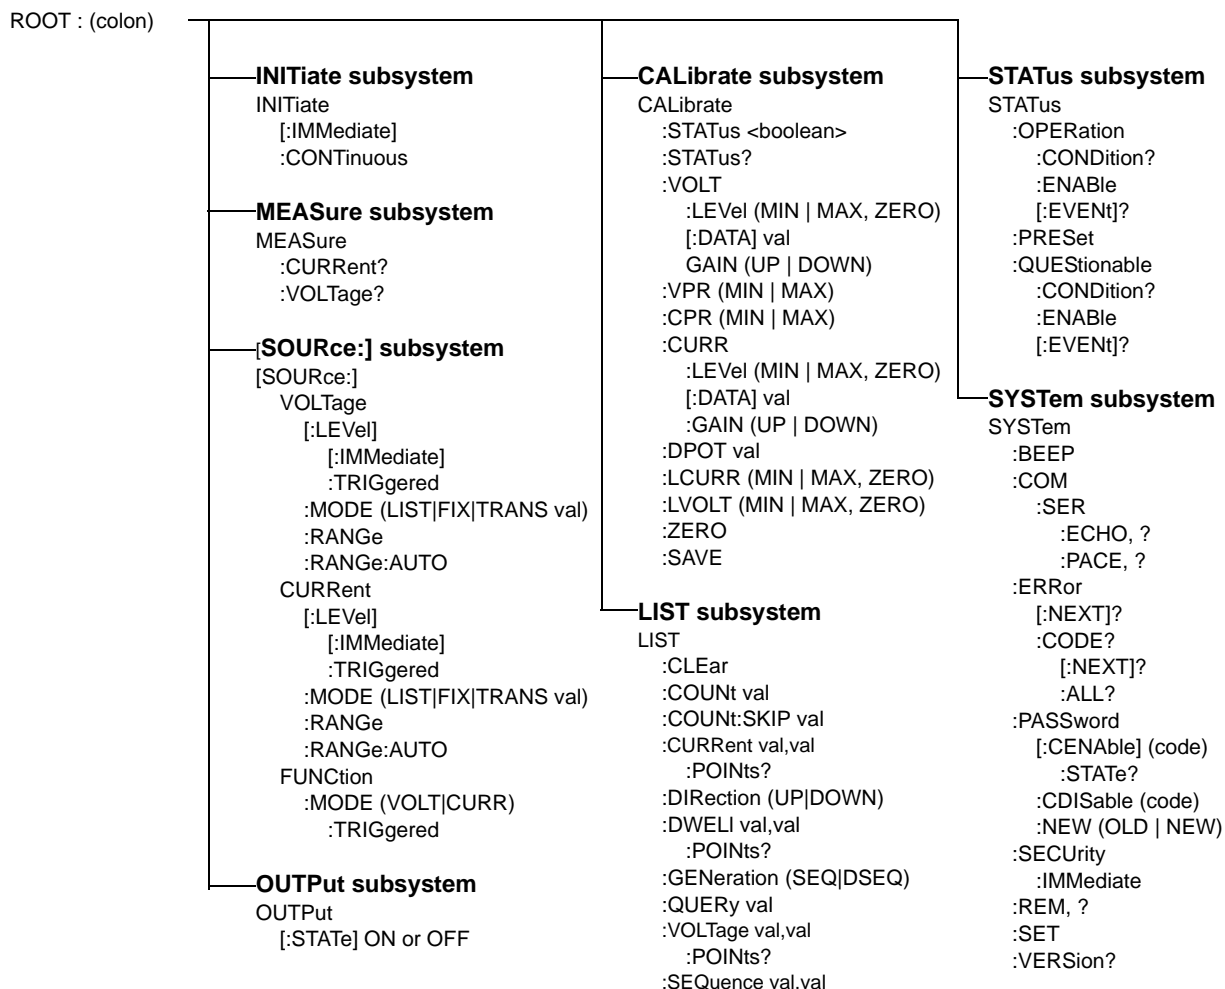 ROOT : (colon)
INITiate subsystem
INITiate
[:IMMediate]
:CONTinuous
MEASure subsystem
MEASure
:CURRent?
:VOLTage?
[SOURce:] subsystem
[SOURce:]
VOLTage
[:LEVel]
[:IMMediate]
:TRIGgered
:MODE (LIST|FIX|TRANS val)
:RANGe
:RANGe:AUTO
CURRent
[:LEVel]
[:IMMediate]
:TRIGgered
:MODE (LIST|FIX|TRANS val)
:RANGe
:RANGe:AUTO
FUNCtion
:MODE (VOLT|CURR)
:TRIGgered
OUTPut subsystem
OUTPut
[:STATe] ON or OFF
CALibrate subsystem
CALibrate
:STATus <boolean>
:STATus?
:VOLT
:LEVel (MIN | MAX, ZERO)
[:DATA] val
GAIN (UP | DOWN)
:VPR (MIN | MAX)
:CPR (MIN | MAX)
:CURR
:LEVel (MIN | MAX, ZERO)
[:DATA] val
:GAIN (UP | DOWN)
:DPOT val
:LCURR (MIN | MAX, ZERO)
:LVOLT (MIN | MAX, ZERO)
:ZERO
:SAVE
LIST subsystem
LIST
:CLEar
:COUNt val
:COUNt:SKIP val
:CURRent val,val
:POINts?
:DIRection (UP|DOWN)
:DWELl val,val
:POINts?
:GENeration (SEQ|DSEQ)
:QUERy val
:VOLTage val,val
:POINts?
:SEQuence val,val
STATus subsystem
STATus
:OPERation
:CONDition?
:ENABle
[:EVENt]?
:PRESet
:QUEStionable
:CONDition?
:ENABle
[:EVENt]?
SYSTem subsystem
SYSTem
:BEEP
:COM
:SER
:ECHO, ?
:PACE, ?
:ERRor
[:NEXT]?
:CODE?
[:NEXT]?
:ALL?
:PASSword
[:CENAble] (code)
:STATe?
:CDISable (code)
:NEW (OLD | NEW)
:SECUrity
:IMMediate
:REM, ?
:SET
:VERSion?